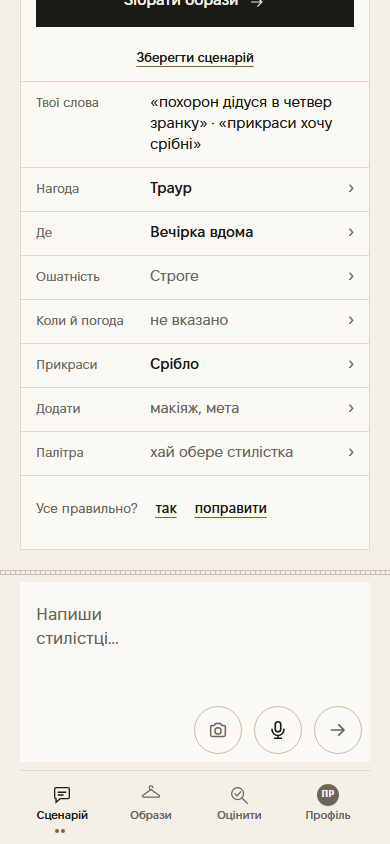 Зібрати образи →
Зберегти сценарій
Твої слова
«похорон дідуся в четвер
зранку» · «прикраси хочу
срібні»
Нагода Траур
Де Вечірка вдома
Ошатність Строге
Коли й погода не вказано
Прикраси Срібло
Додати макіяж, мета
Палітра хай обере стилістка
Усе правильно? так поправити
Напиши
стилістці...
Сценарій Образи Оцінити ПР Профіль